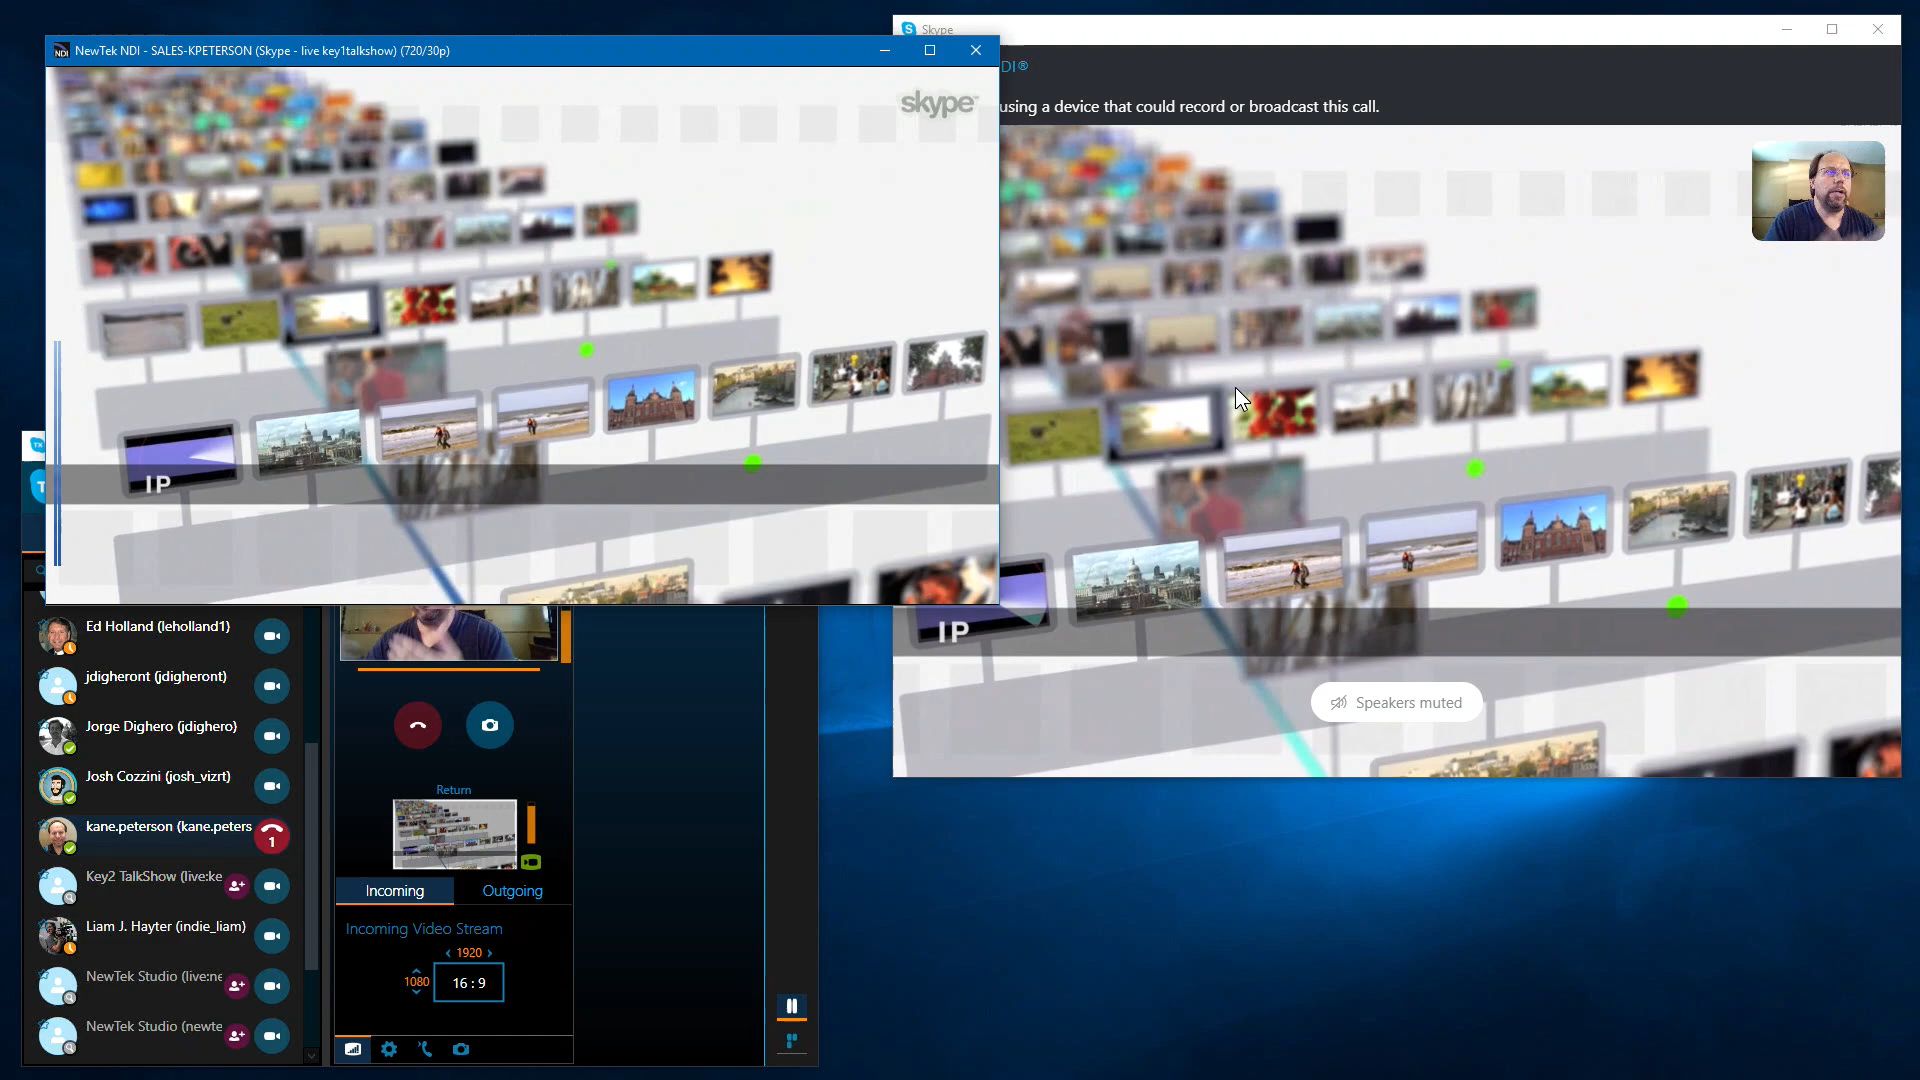 NewTek NDI - SALES-KPETERSON (Skype - live key1talkshow) (720/30p)
skype
IP
Skype
DI®
using a device that could record or broadcast this call.
IP
Speakers muted
Ed Holland (leholland1)
jdigheront (jdigheront)
Jorge Dighero (jdighero)
Josh Cozzini (josh_vizrt)
kane.peterson (kane.peters
1
Key2 TalkShow (live:ke
Liam J. Hayter (indie_liam)
NewTek Studio (live:ne
NewTek Studio (newte
Return
Incoming
Outgoing
Incoming Video Stream
1920
1080
16 : 9